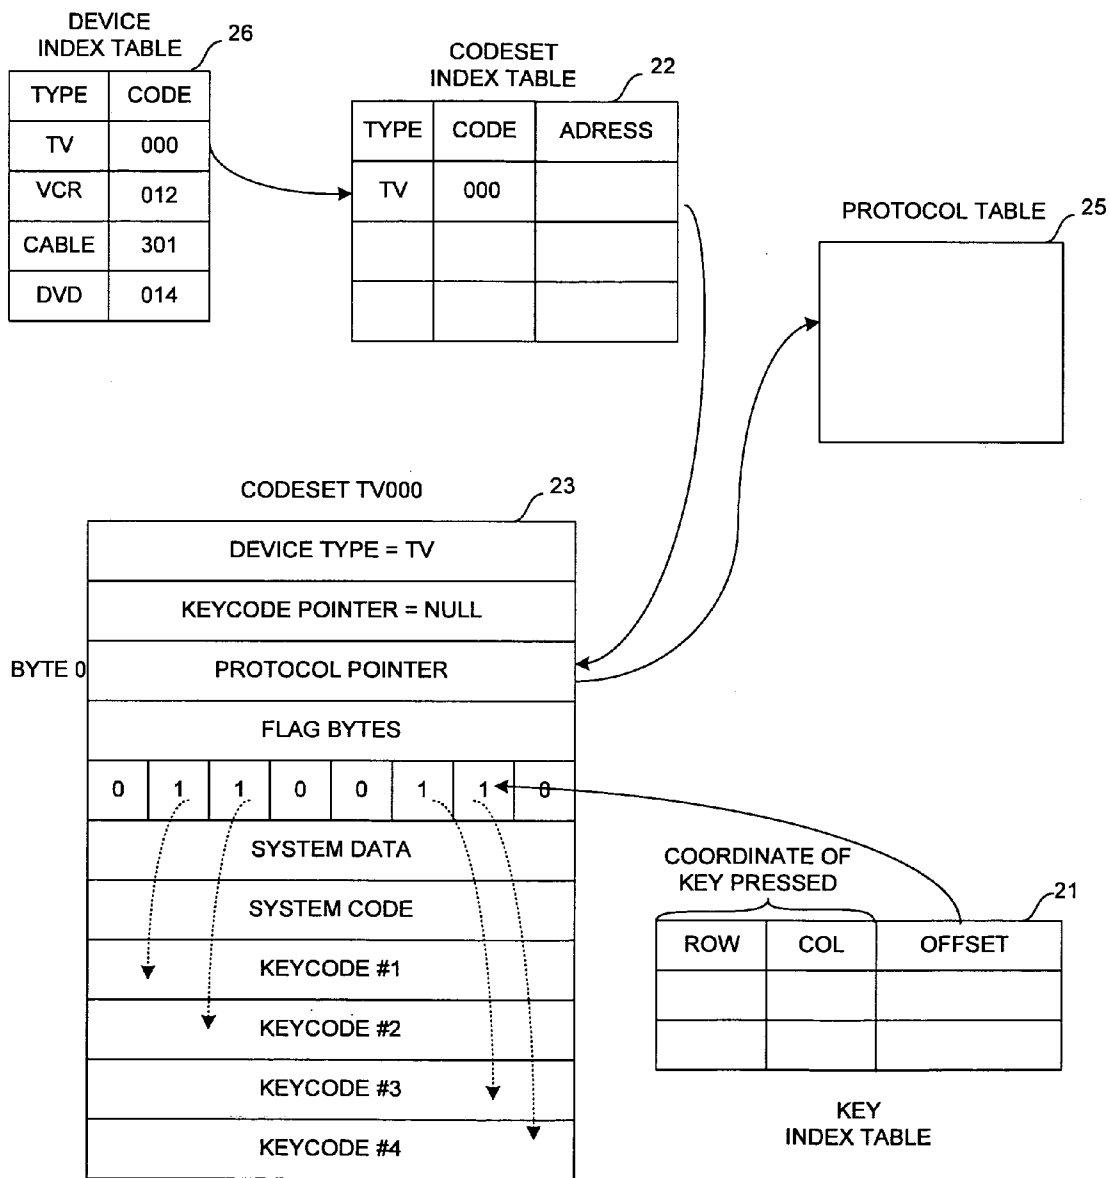 DEVICE
INDEX TABLE
26
TYPE CODE
TV 000
VCR 012
CABLE 301
DVD 014
CODESET
INDEX TABLE
22
TYPE CODE ADRESS
TV 000
PROTOCOL TABLE
25
CODESET TV000
23
DEVICE TYPE = TV
KEYCODE POINTER = NULL
BYTE 0
PROTOCOL POINTER
FLAG BYTES
0 1 1 0 0 1 1 0
SYSTEM DATA
SYSTEM CODE
KEYCODE #1
KEYCODE #2
KEYCODE #3
KEYCODE #4
COORDINATE OF
KEY PRESSED
21
ROW COL OFFSET
KEY
INDEX TABLE